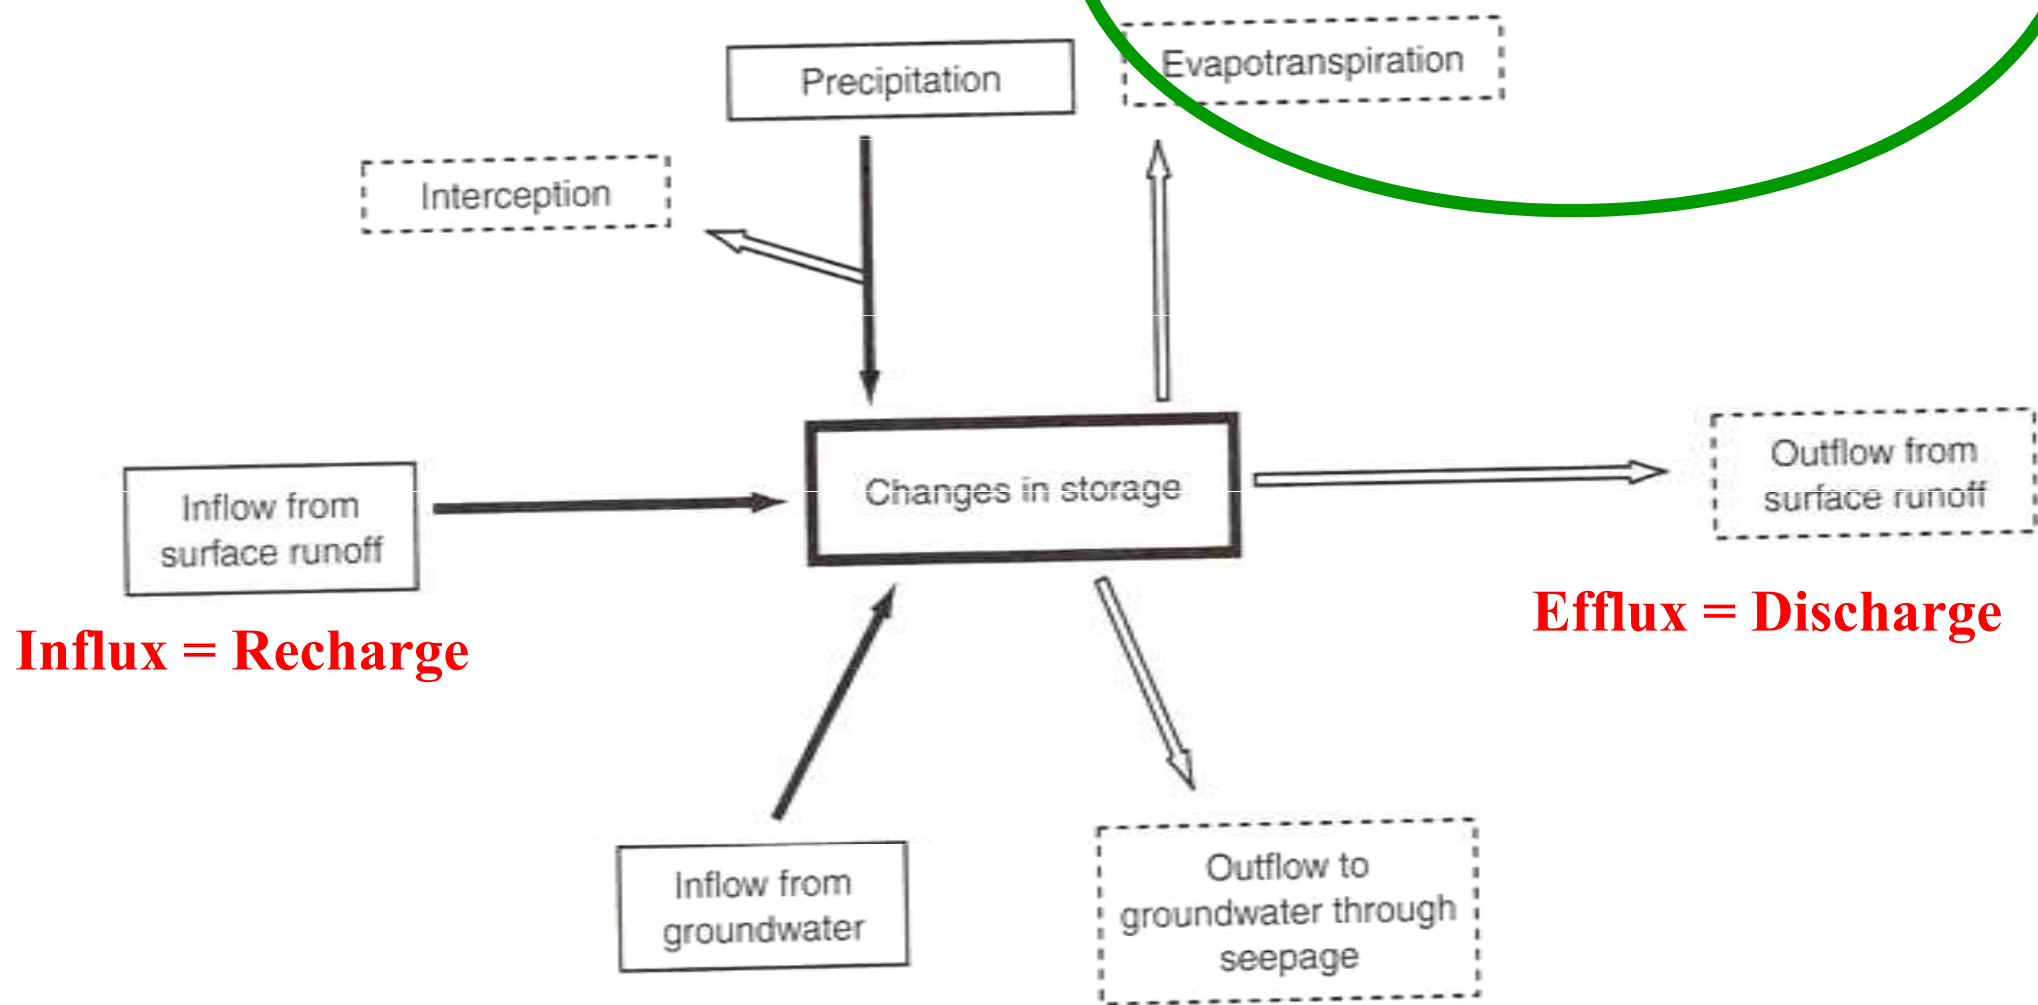 Precipitation
Evapotranspiration
Interception
Changes in storage
Inflow from
surface runoff
Outflow from
surface runoff
Influx = Recharge
Efflux = Discharge
Inflow from
groundwater
Outflow to
groundwater through
seepage